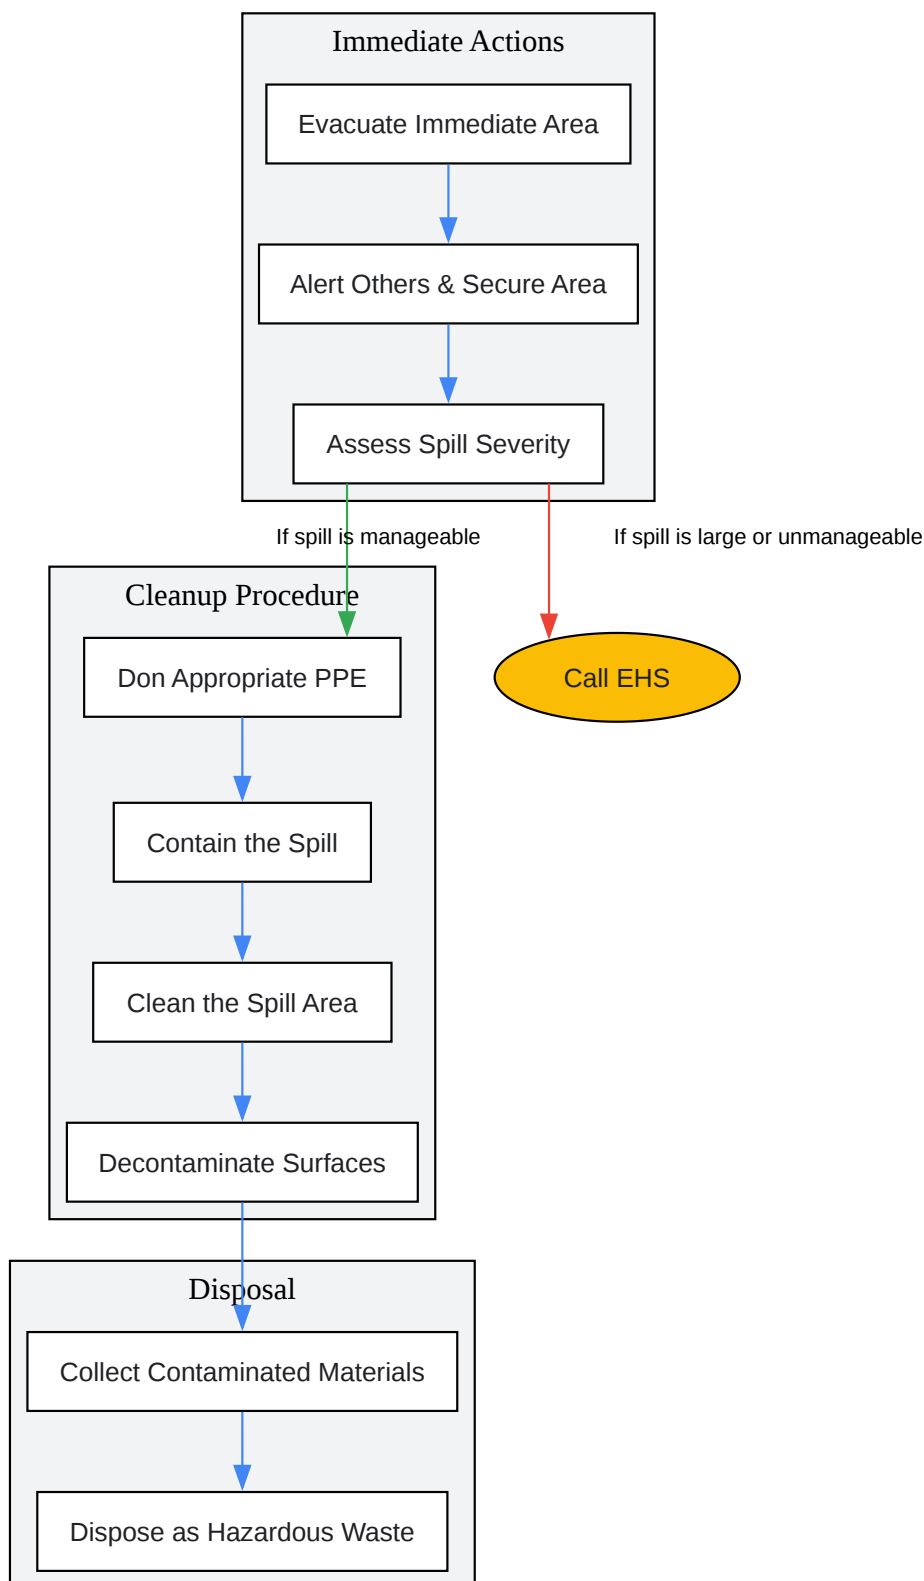 Immediate Actions
Evacuate Immediate Area
Alert Others & Secure Area
Assess Spill Severity
If spill is manageable
If spill is large or unmanageable
Cleanup Procedure
Don Appropriate PPE
Call EHS
Contain the Spill
Clean the Spill Area
Decontaminate Surfaces
Disposal
Collect Contaminated Materials
Dispose as Hazardous Waste